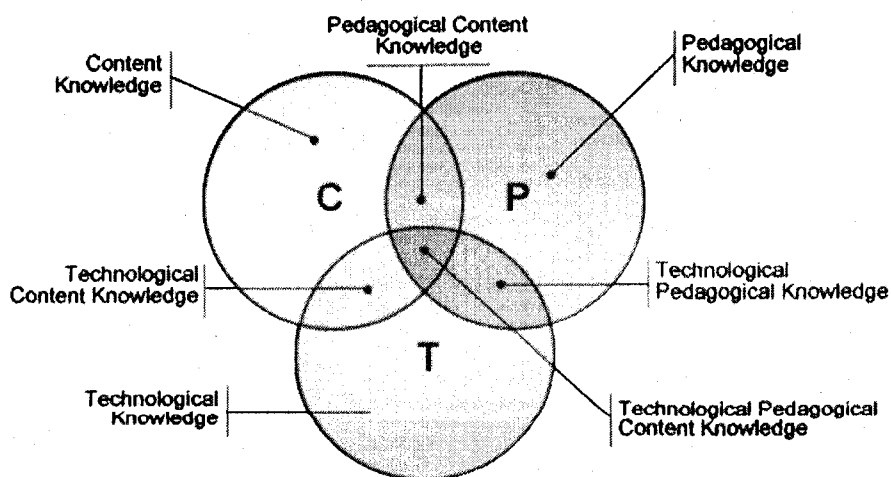 Pedagogical Content
Knowledge
Content
Knowledge
Pedagogical
Knowledge
C
P
Technological
Content Knowledge
Technological
Pedagogical Knowledge
T
Technological
Knowledge
Technological Pedagogical
Content Knowledge